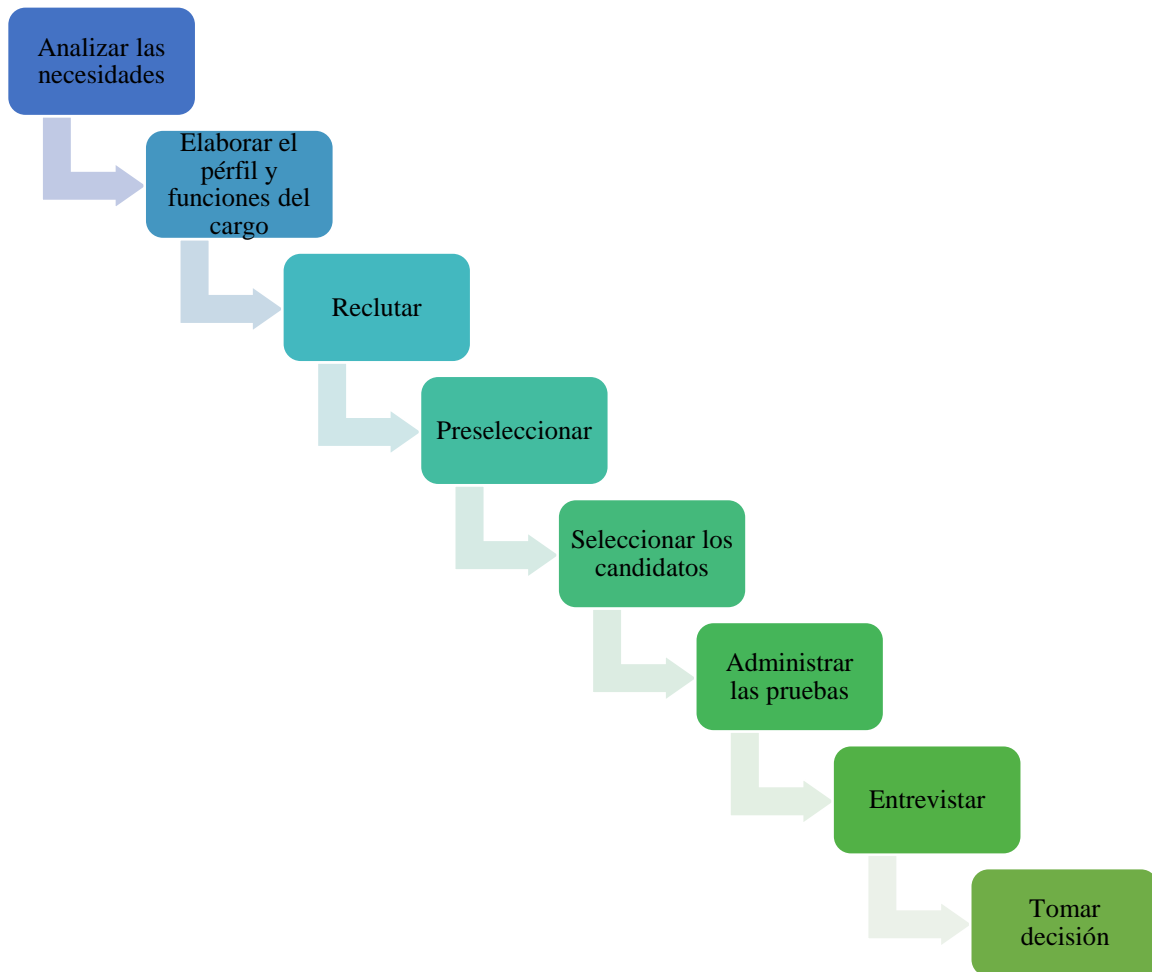 Analizar las
necesidades
Elaborar el
pérfil y
funciones del
cargo
Reclutar
Preseleccionar
Seleccionar los
candidatos
Administrar
las pruebas
Entrevistar
Tomar
decisión